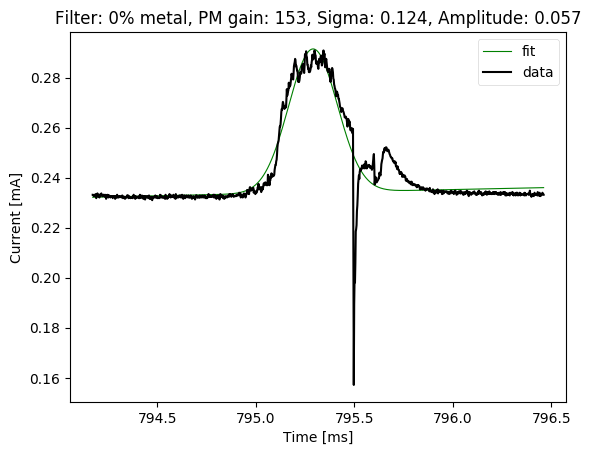 Filter: 0% metal, PM gain: 153, Sigma: 0.124, Amplitude: 0.057
fit
data
0.28
0.26
0.24
0.22
0.20
0.18
0.16
Current [mA]
794.5
795.0
795.5
796.0
796.5
Time [ms]